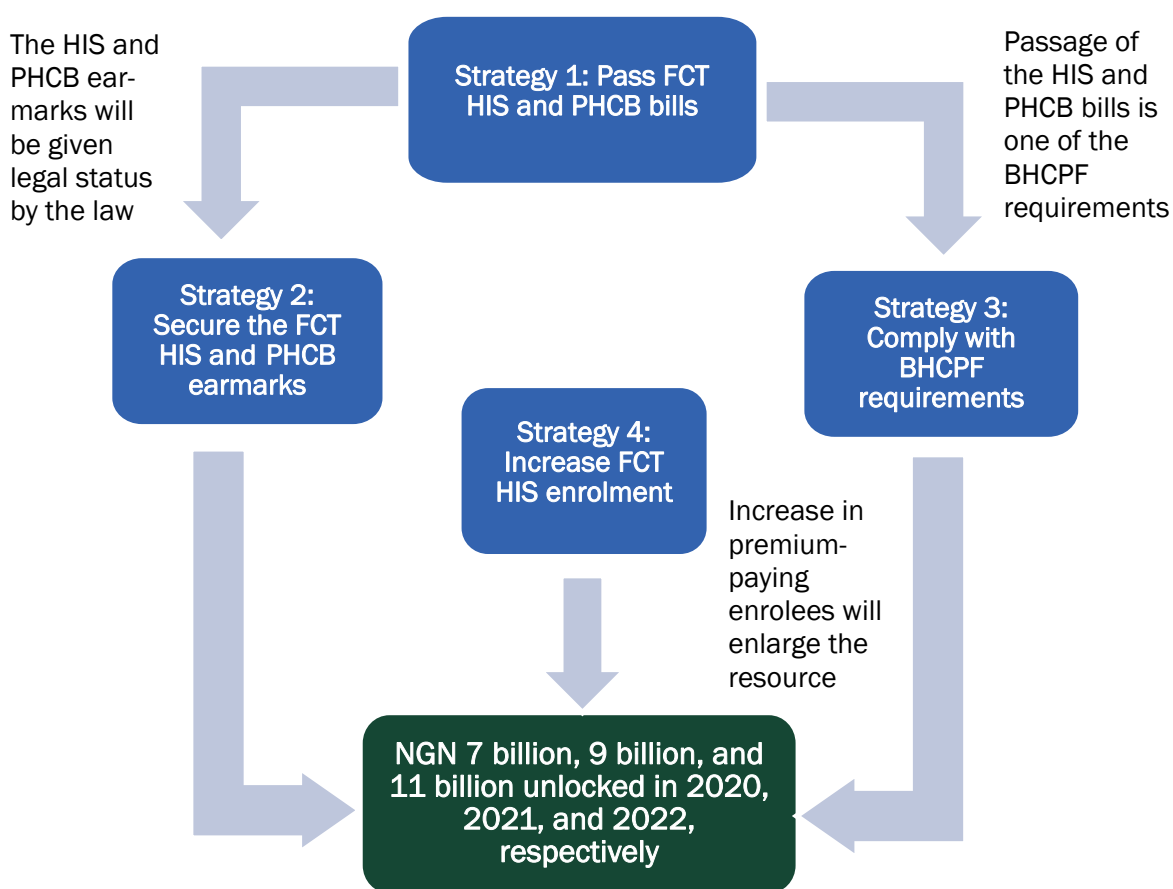 The HIS and
PHCB ear-
marks will
be given
legal status
by the law
Strategy 1: Pass FCT
HIS and PHCB bills
Passage of
the HIS and
PHCB bills is
one of the
BHCPF
requirements
Strategy 2:
Secure the FCT
HIS and PHCB
earmarks
Strategy 3:
Comply with
BHCPF
requirements
Strategy 4:
Increase FCT
HIS enrolment
Increase in
premium-
paying
enrolees will
enlarge the
resource
NGN 7 billion, 9 billion, and
11 billion unlocked in 2020,
2021, and 2022,
respectively